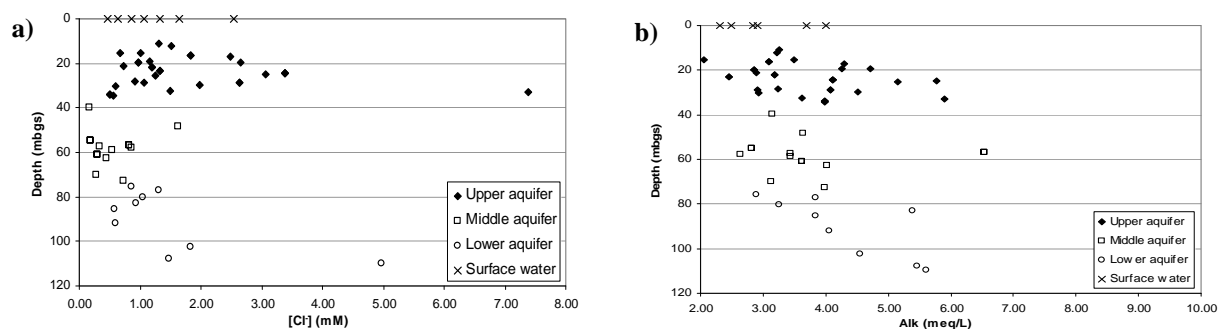 a)
0
20
40
60
80
100
120
Depth (mbgs)
Upper aquifer
Middle aquifer
Lower aquifer
Surface water
0.00 1.00 2.00 3.00 4.00 5.00 6.00 7.00 8.00
[Cl-] (mM)
b)
0
20
40
60
80
100
120
Depth (mbgs)
Upper aquifer
Middle aquifer
Lower aquifer
Surface water
2.00 3.00 4.00 5.00 6.00 7.00 8.00 9.00 10.00
Alk (meq/L)